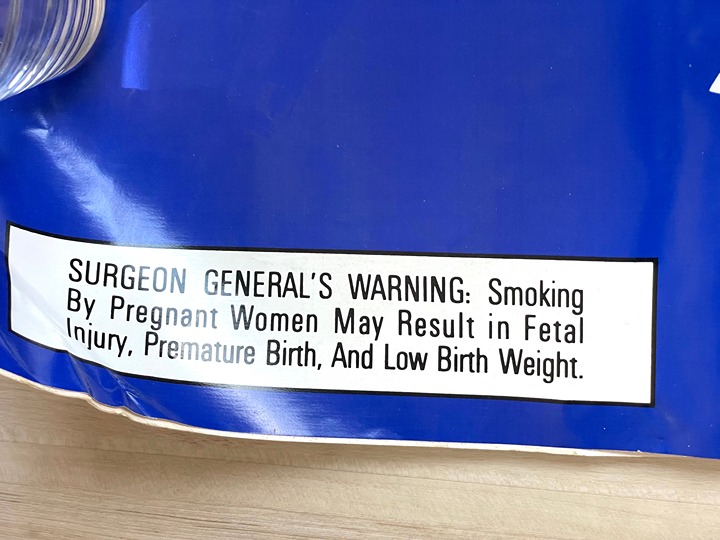 SURGEON GENERAL'S WARNING: Smoking
By Pregnant Women May Result in Fetal
Injury, Premature Birth, And Low Birth Weight.